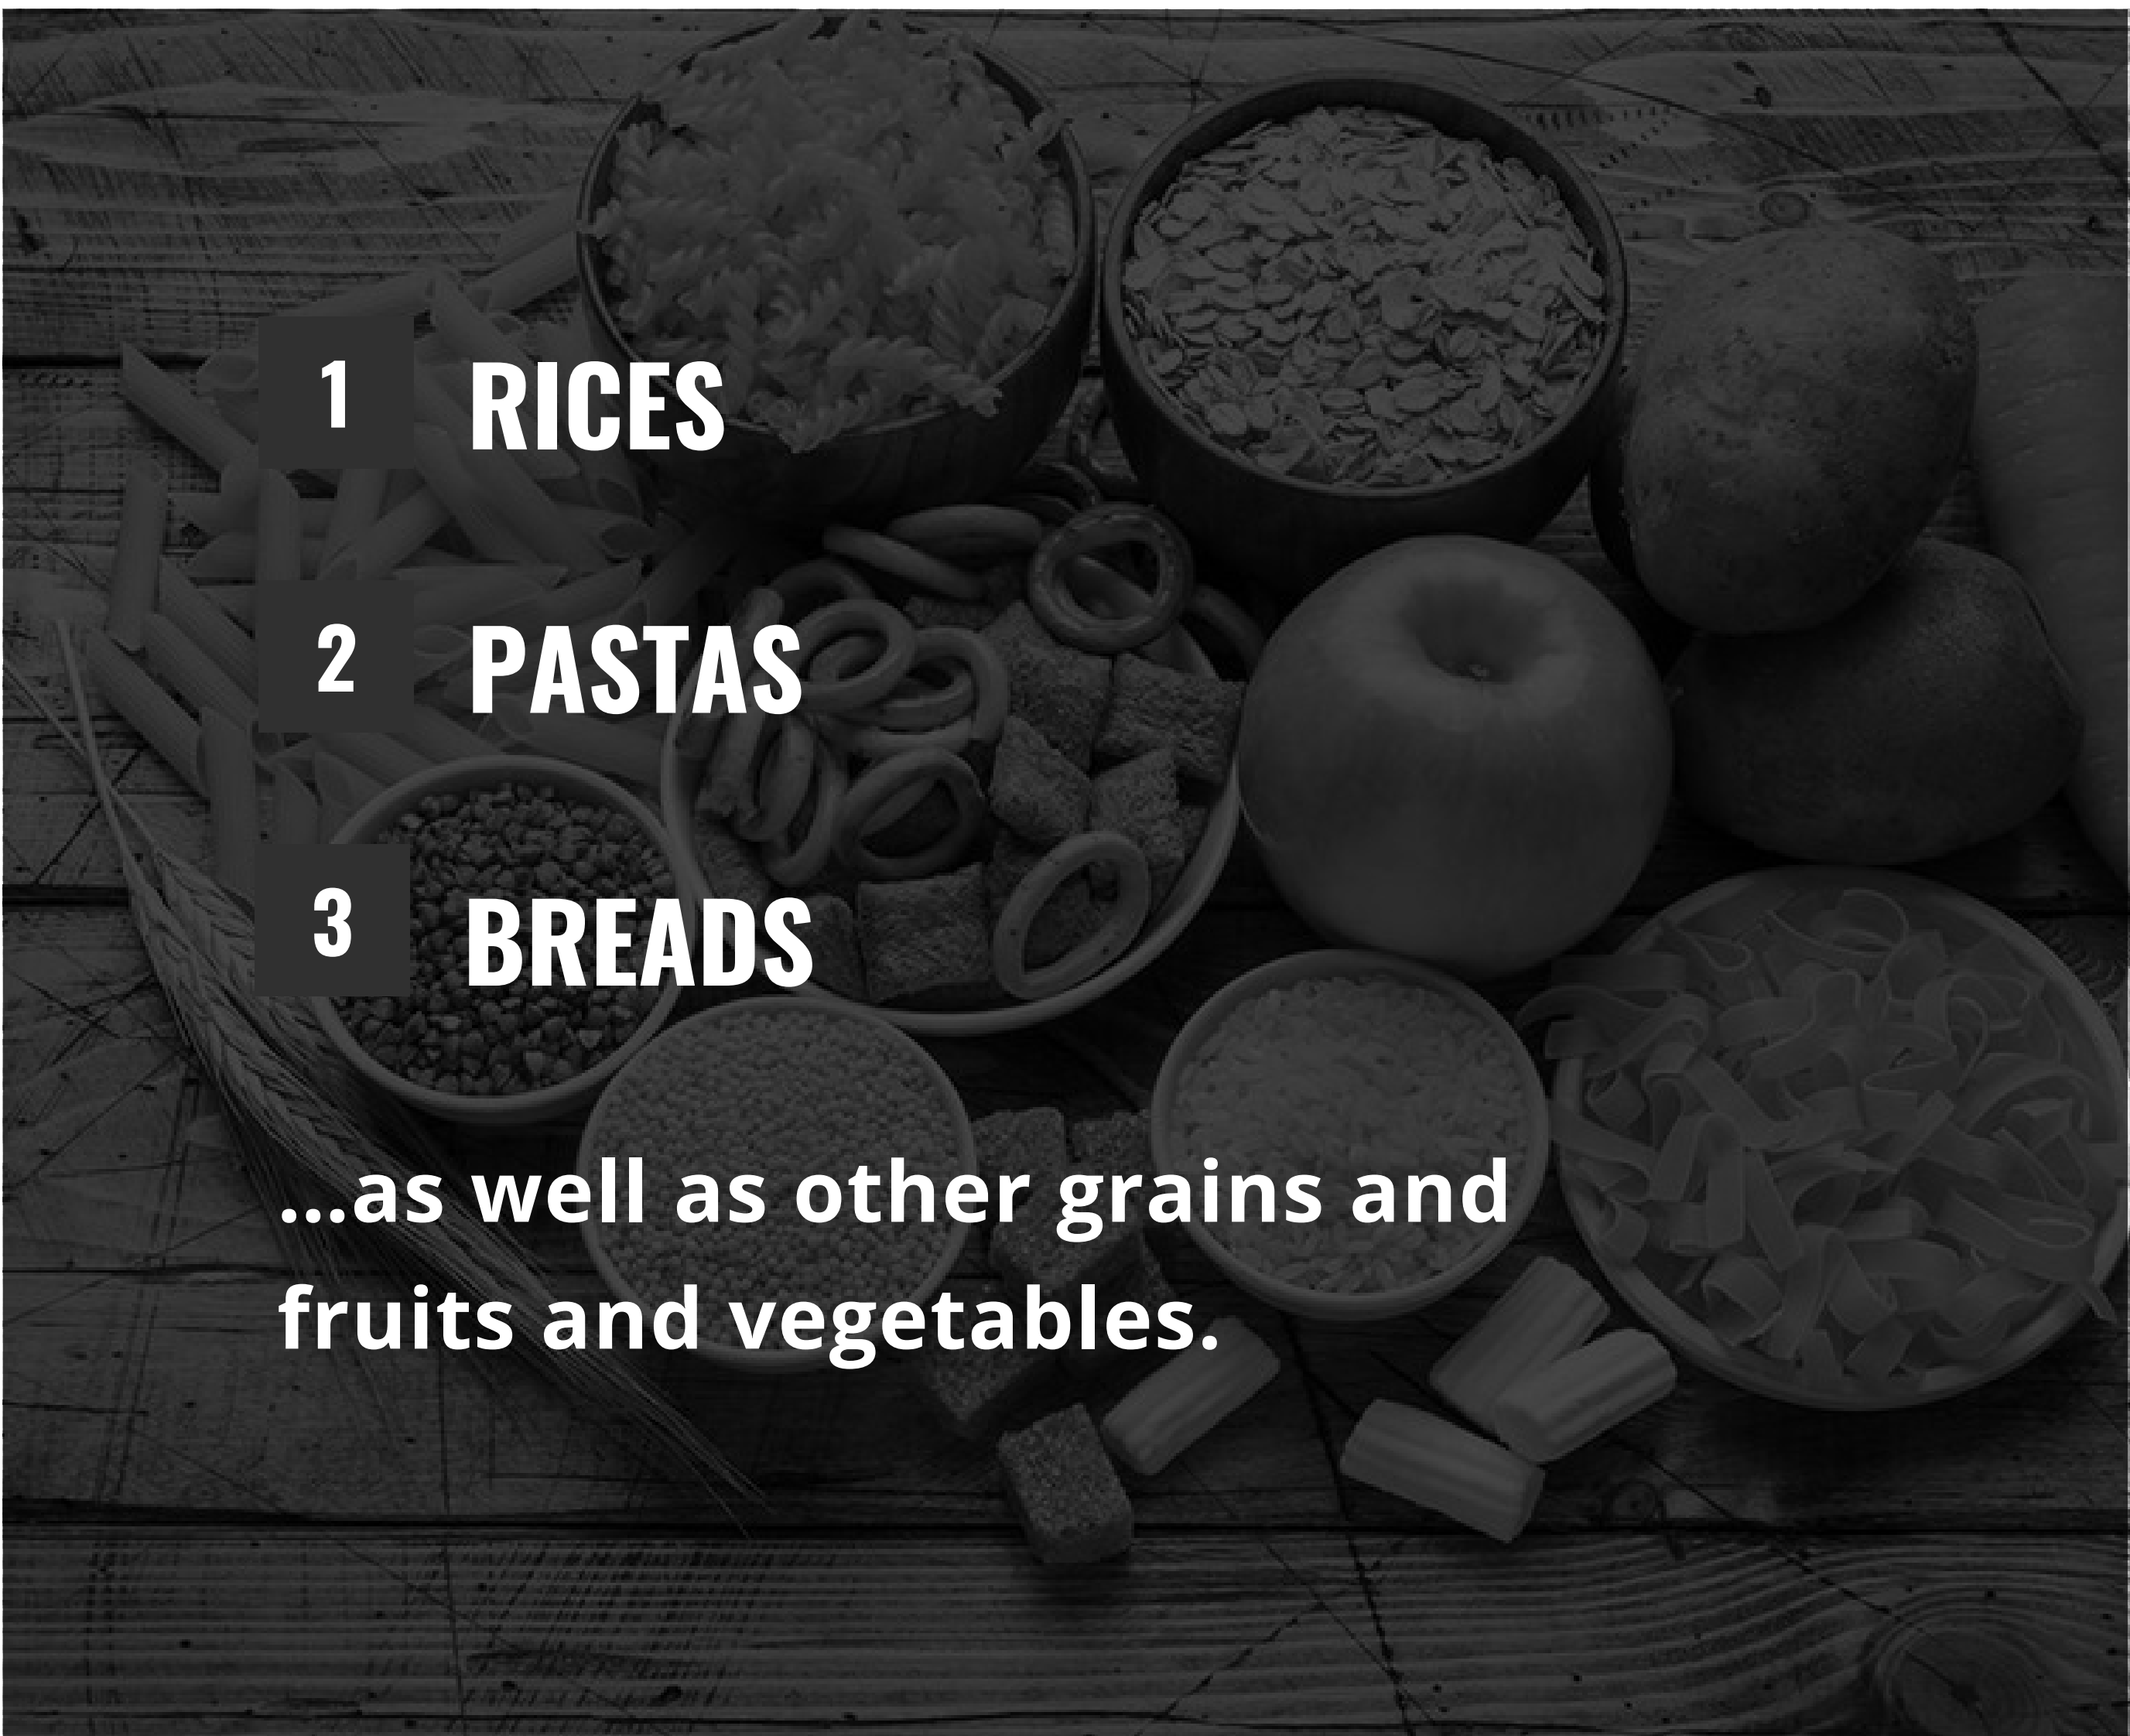 1 RICES
2 PASTAS
3 BREADS
...as well as other grains and
fruits and vegetables.